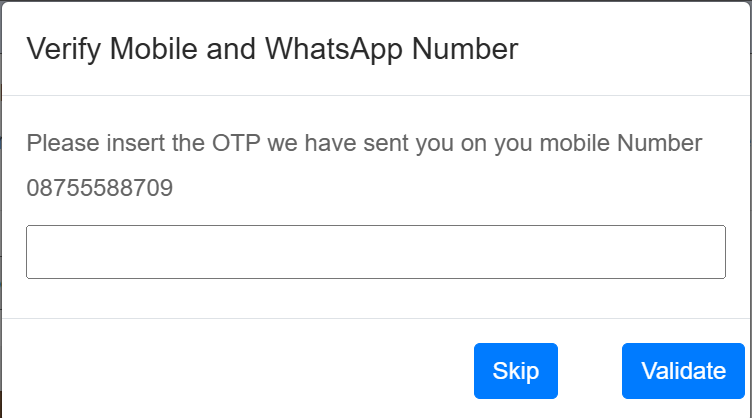 Verify Mobile and WhatsApp Number
Please insert the OTP we have sent you on you mobile Number
08755588709
Skip
Validate